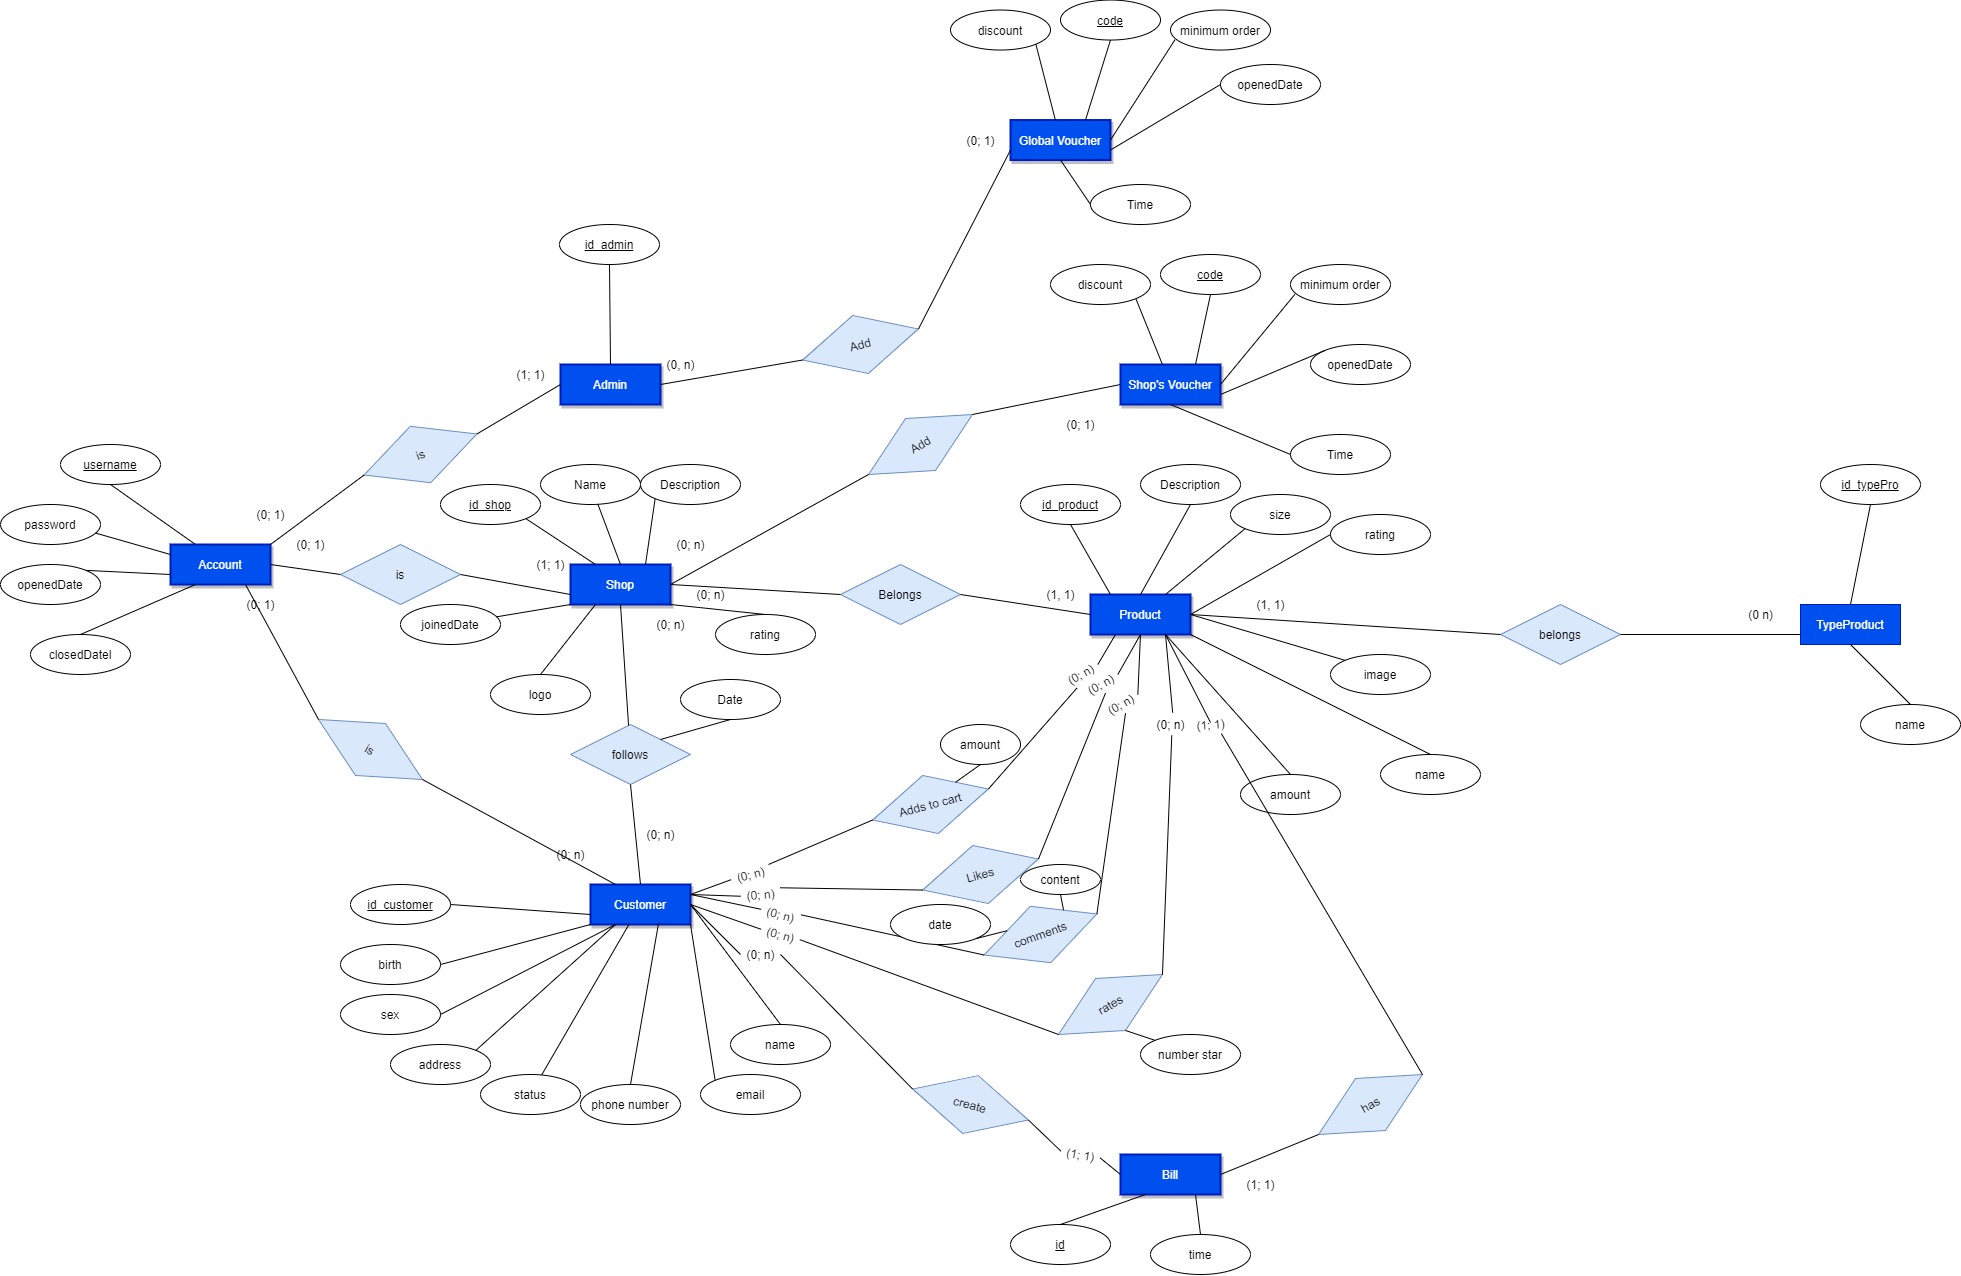 discount
code
minimum order
openedDate
(0; 1)
Global Voucher
Time
id_admin
discount
code
minimum order
Add
(0, n)
openedDate
(1; 1)
Admin
Shop's Voucher
(0; 1)
Add
Time
is
username
id_shop
Name
Description
id_product
Description
size
rating
id_typePro
password
(0; 1)
(0; 1)
(0; n)
Account
is
(1; 1)
Shop
(0; n)
Belongs
(1, 1)
Product
(1, 1)
(0 n)
openedDate
(0; 1)
joinedDate
(0; n)
rating
belongs
TypeProduct
closedDatel
logo
Date
(0; n)
(0; n)
(0; n)
(0; n)
(1; 1)
image
name
is
follows
amount
name
Adds to cart
amount
(0; n)
(0; n)
(0; n)
Likes
content
id_customer
Customer
(0; n)
(0; n)
date
comments
(0; n)
(0; n)
birth
sex
rates
address
name
number star
status
phone number
email
create
has
(1; 1)
Bill
(1; 1)
id
time